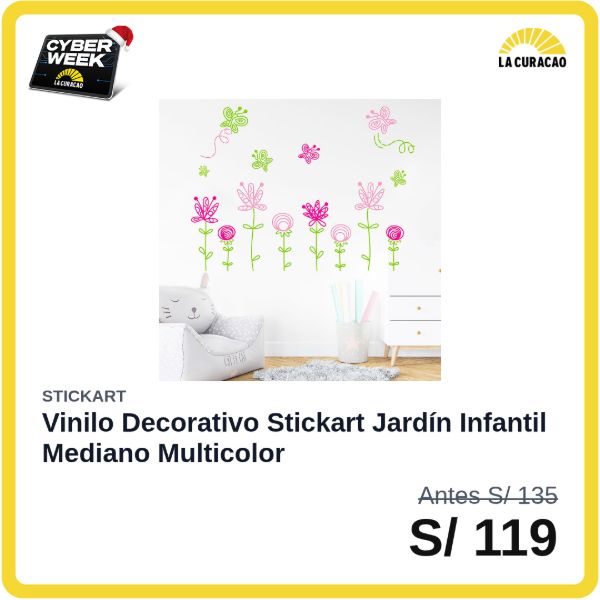 CYBER
WEEK
LA CURACAO
LA CURACAO
STICKART
Vinilo Decorativo Stickart Jardín Infantil
Mediano Multicolor
Antes S/ 135
S/ 119